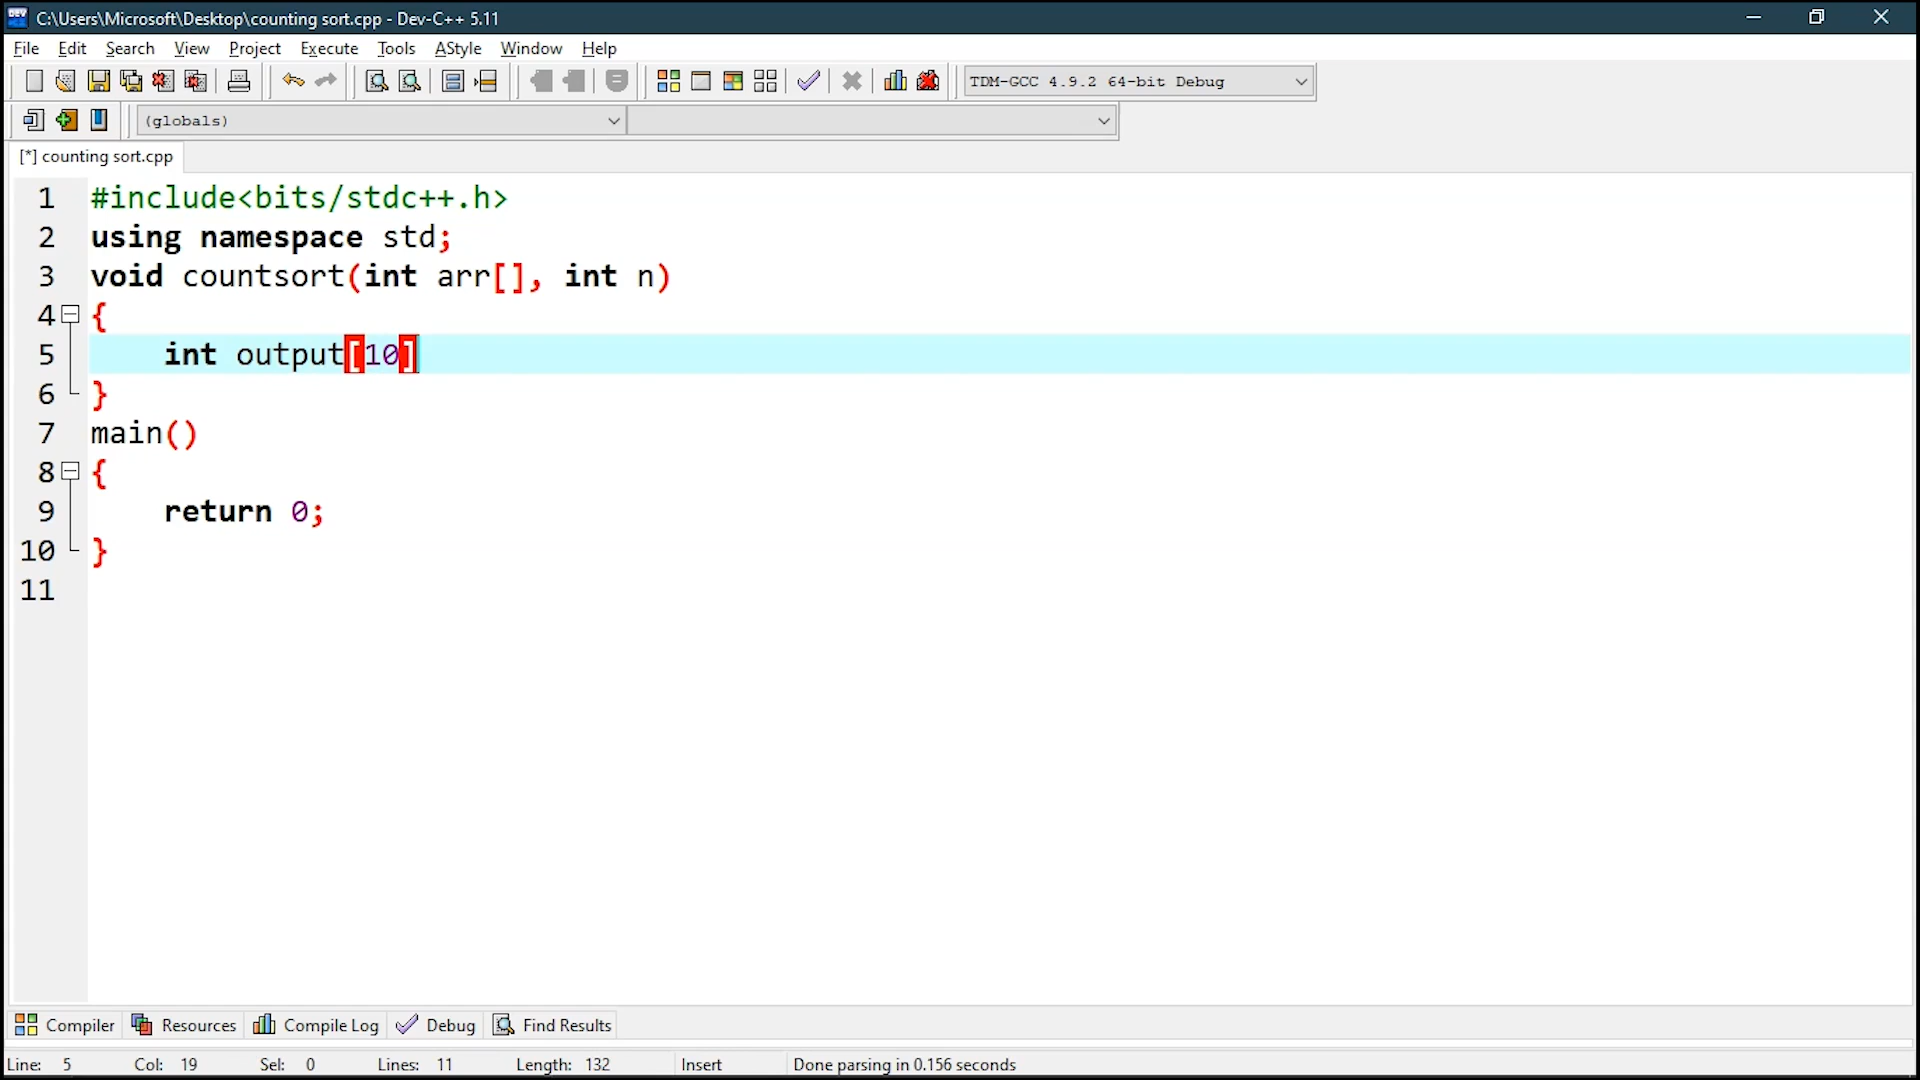 C:\Users\Microsoft\Desktop\counting sort.cpp - Dev-C++ 5.11
File Edit Search View Project Execute Tools AStyle Window Help
TDM-GCC 4.9.2 64-bit Debug
(globals)
[*] counting sort.cpp
1 #include<bits/stdc++.h>
2 using namespace std;
3 void countsort(int arr[], int n)
4 {
5 int output[10]
6 }
7 main()
8 {
9 return 0;
10 }
11
Compiler Resources Compile Log Debug Find Results
Line: 5 Col: 19 Sel: 0 Lines: 11 Length: 132 Insert Done parsing in 0.156 seconds